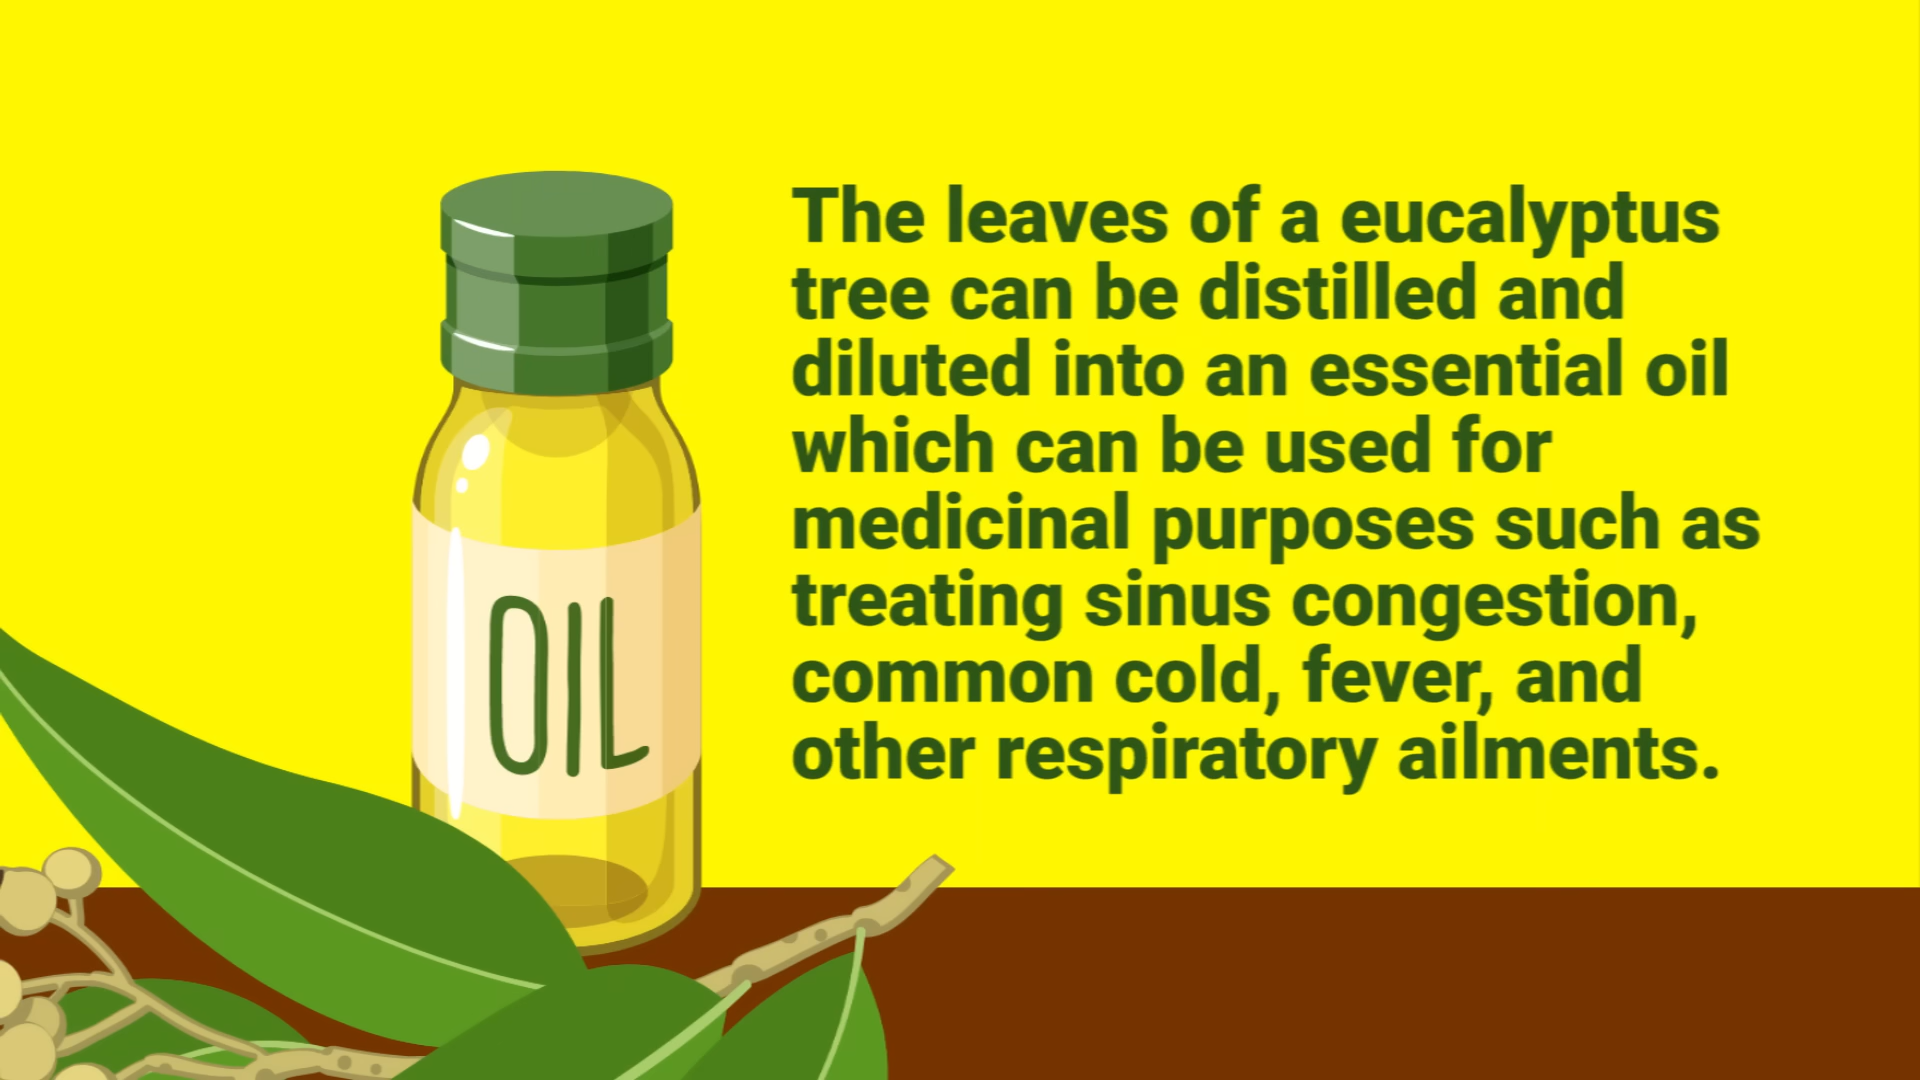 OIL
The leaves of a eucalyptus
tree can be distilled and
diluted into an essential oil
which can be used for
medicinal purposes such as
treating sinus congestion,
common cold, fever, and
other respiratory ailments.